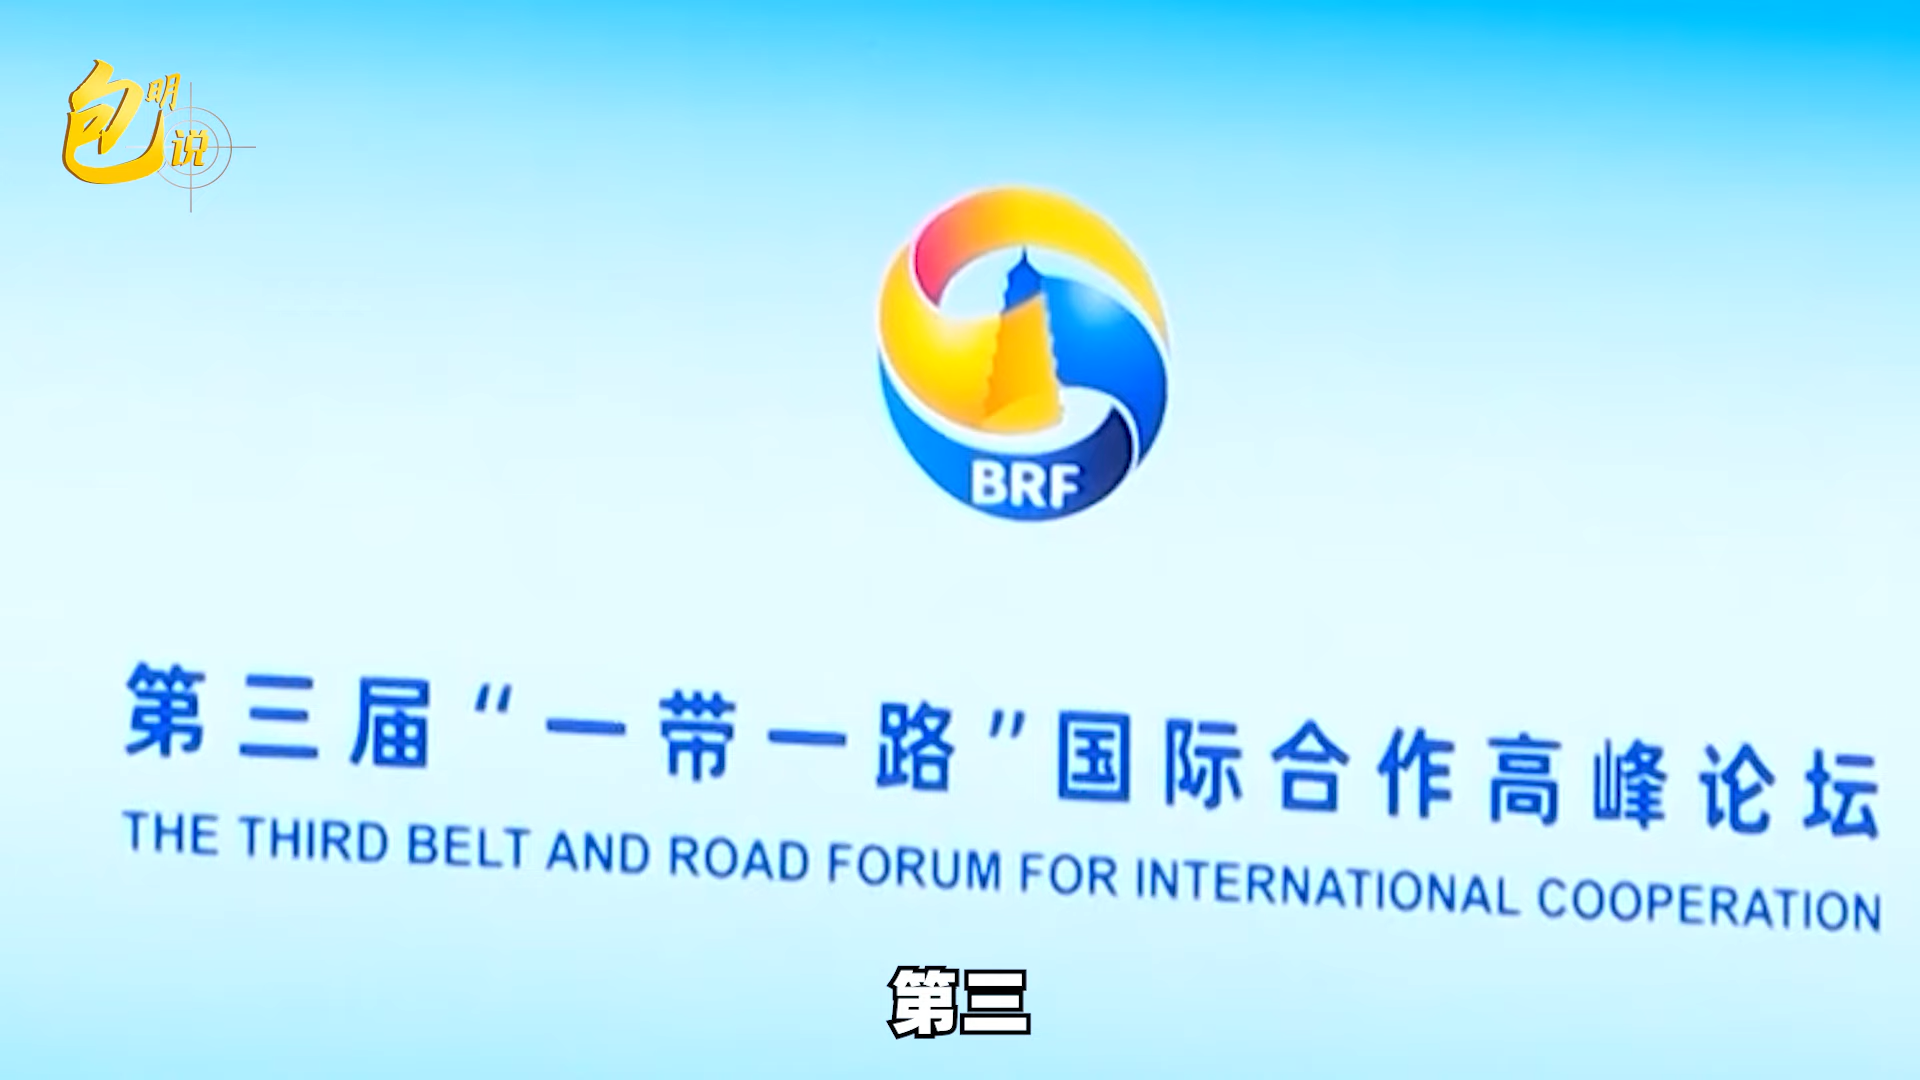 包明说
BRF
第三届“一带一路”国际合作高峰论坛
THE THIRD BELT AND ROAD FORUM FOR INTERNATIONAL COOPERATION
第三